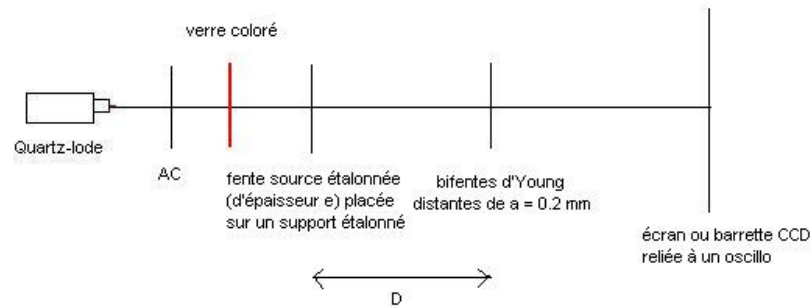 verre coloré
Quartz-Iode
AC
fente source étalonnée
(d'épaisseur e) placée
sur un support étalonné
bifentes d'Young
distantes de a = 0.2 mm
écran ou barrette CCD
reliée à un oscillo
D